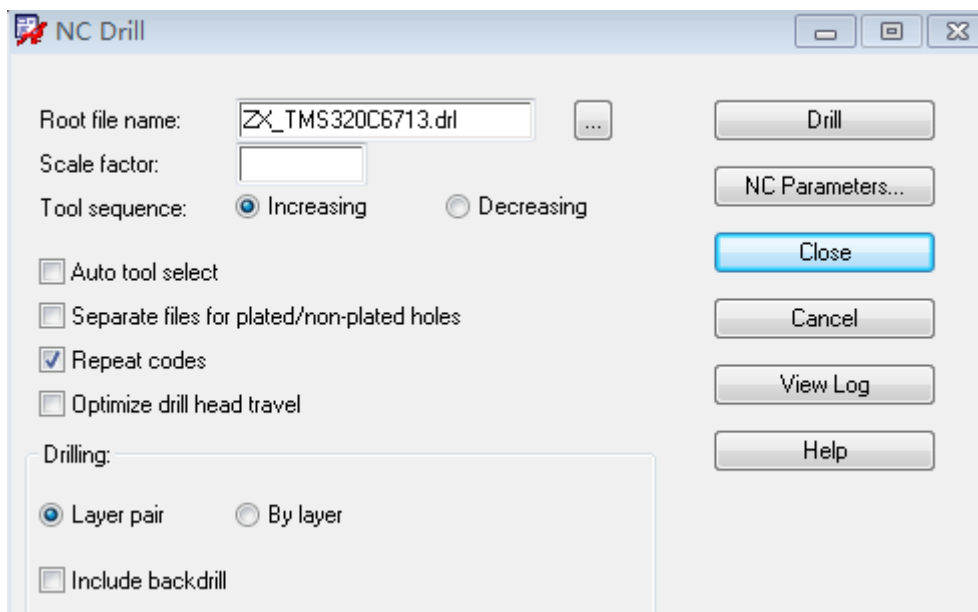 NC Drill
Root file name: ZX_TMS320C6713.drl ... Drill
Scale factor:
NC Parameters...
Tool sequence: Increasing Decreasing
Close
Auto tool select
Separate files for plated/non-plated holes
Cancel
Repeat codes
View Log
Optimize drill head travel
Help
Drilling:
Layer pair By layer
Include backdrill